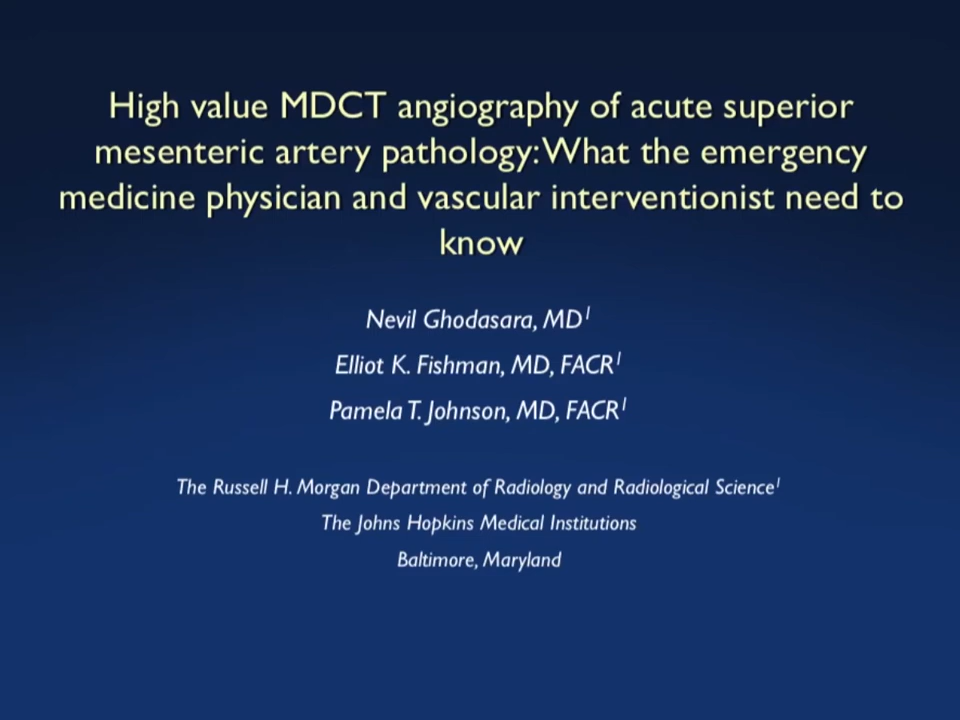 High value MDCT angiography of acute superior
mesenteric artery pathology: What the emergency
medicine physician and vascular interventionist need to
know
Nevil Ghodasara, MD¹
Elliot K. Fishman, MD, FACR¹
Pamela T. Johnson, MD, FACR¹
The Russell H. Morgan Department of Radiology and Radiological Science¹
The Johns Hopkins Medical Institutions
Baltimore, Maryland